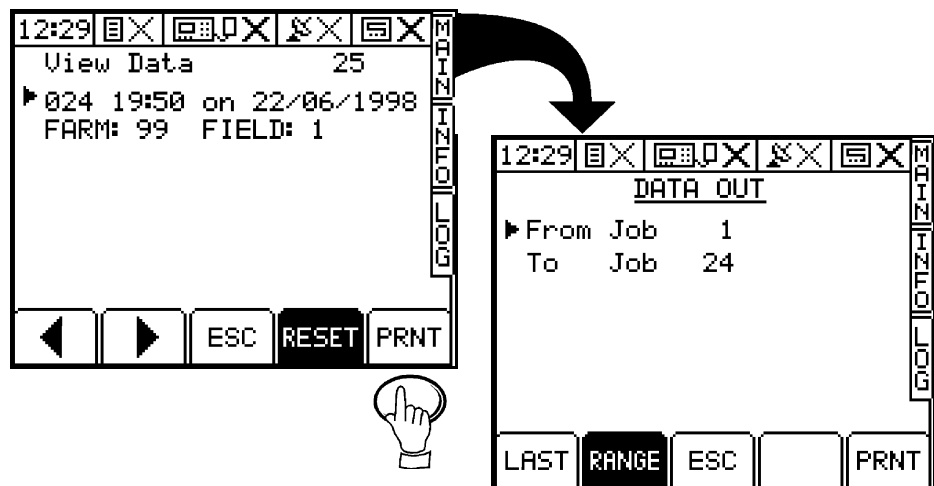 12:29
View Data 25
024 19:50 on 22/06/1998
FARM: 99 FIELD: 1
MAIN
INFO
LOG
ESC RESET PRNT
12:29
DATA OUT
From Job 1
To Job 24
MAIN
INFO
LOG
LAST RANGE ESC PRNT